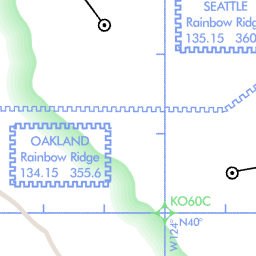 SEATTLE
Rainbow Ridge
135.15 360
OAKLAND
Rainbow Ridge
134.15 355.6
KO60C
N40°
W124°